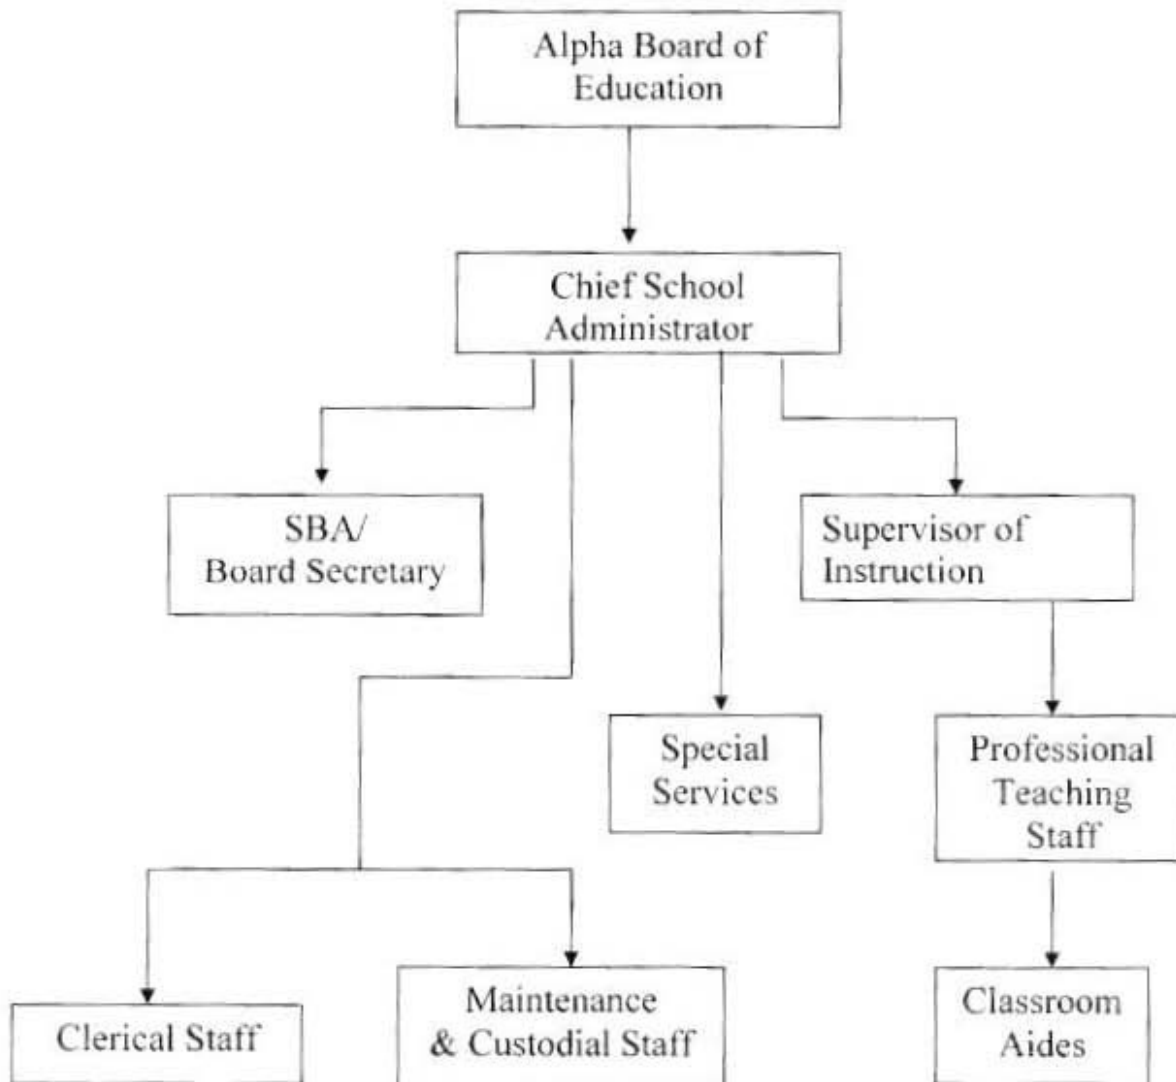 Alpha Board of
Education
Chief School
Administrator
SBA/
Board Secretary
Supervisor of
Instruction
Special
Services
Professional
Teaching
Staff
Clerical Staff
Maintenance
& Custodial Staff
Classroom
Aides